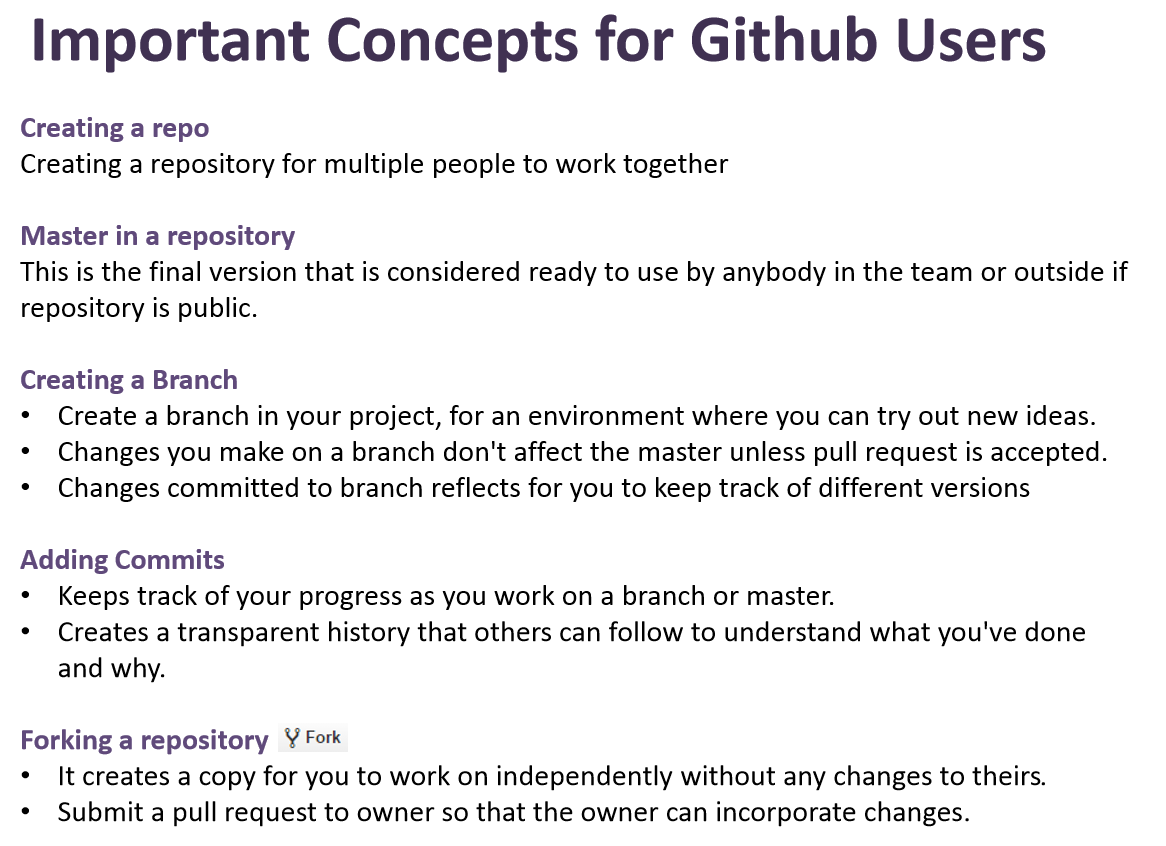 Important Concepts for Github Users
Creating a repo
Creating a repository for multiple people to work together
Master in a repository
This is the final version that is considered ready to use by anybody in the team or outside if
repository is public.
Creating a Branch
• Create a branch in your project, for an environment where you can try out new ideas.
• Changes you make on a branch don't affect the master unless pull request is accepted.
• Changes committed to branch reflects for you to keep track of different versions
Adding Commits
• Keeps track of your progress as you work on a branch or master.
• Creates a transparent history that others can follow to understand what you've done
and why.
Forking a repository Fork
• It creates a copy for you to work on independently without any changes to theirs.
• Submit a pull request to owner so that the owner can incorporate changes.